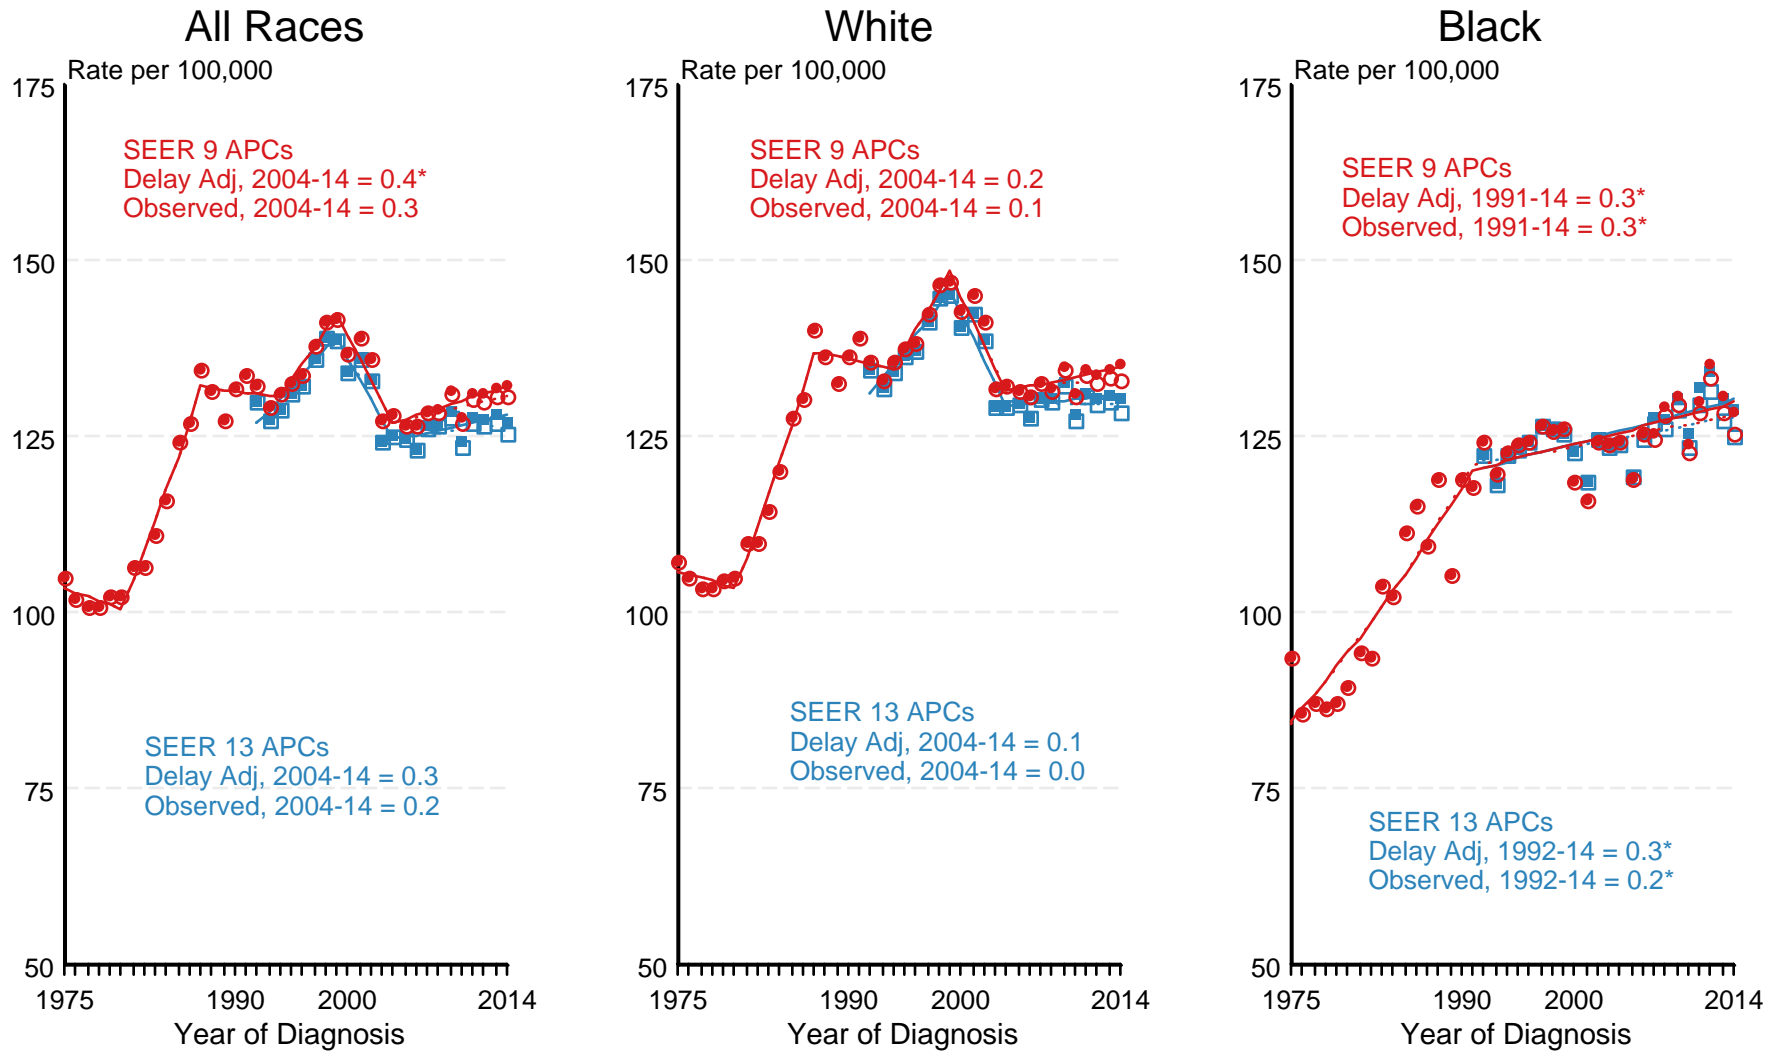 All Races
Rate per 100,000
175
SEER 9 APCs
Delay Adj, 2004-14 = 0.4*
Observed, 2004-14 = 0.3
150
125
100
SEER 13 APCs
Delay Adj, 2004-14 = 0.3
75
Observed, 2004-14 = 0.2
50
1975 1990 2000 2014
Year of Diagnosis
White
Rate per 100,000
175
SEER 9 APCs
Delay Adj, 2004-14 = 0.2
Observed, 2004-14 = 0.1
150
125
100
SEER 13 APCs
Delay Adj, 2004-14 = 0.1
Observed, 2004-14 = 0.0
75
50
1975 1990 2000 2014
Year of Diagnosis
Black
Rate per 100,000
175
SEER 9 APCs
Delay Adj, 1991-14 = 0.3*
Observed, 1991-14 = 0.3*
150
125
100
75
SEER 13 APCs
Delay Adj, 1992-14 = 0.3*
Observed, 1992-14 = 0.2*
50
1975 1990 2000 2014
Year of Diagnosis